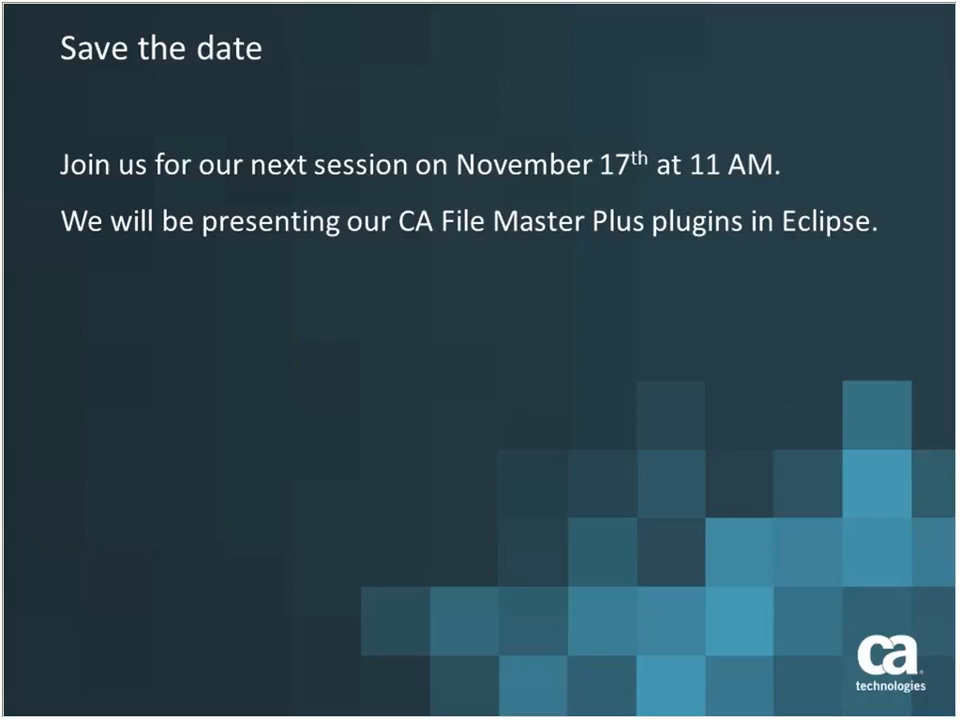 Save the date
Join us for our next session on November 17th at 11 AM.
We will be presenting our CA File Master Plus plugins in Eclipse.
ca
technologies